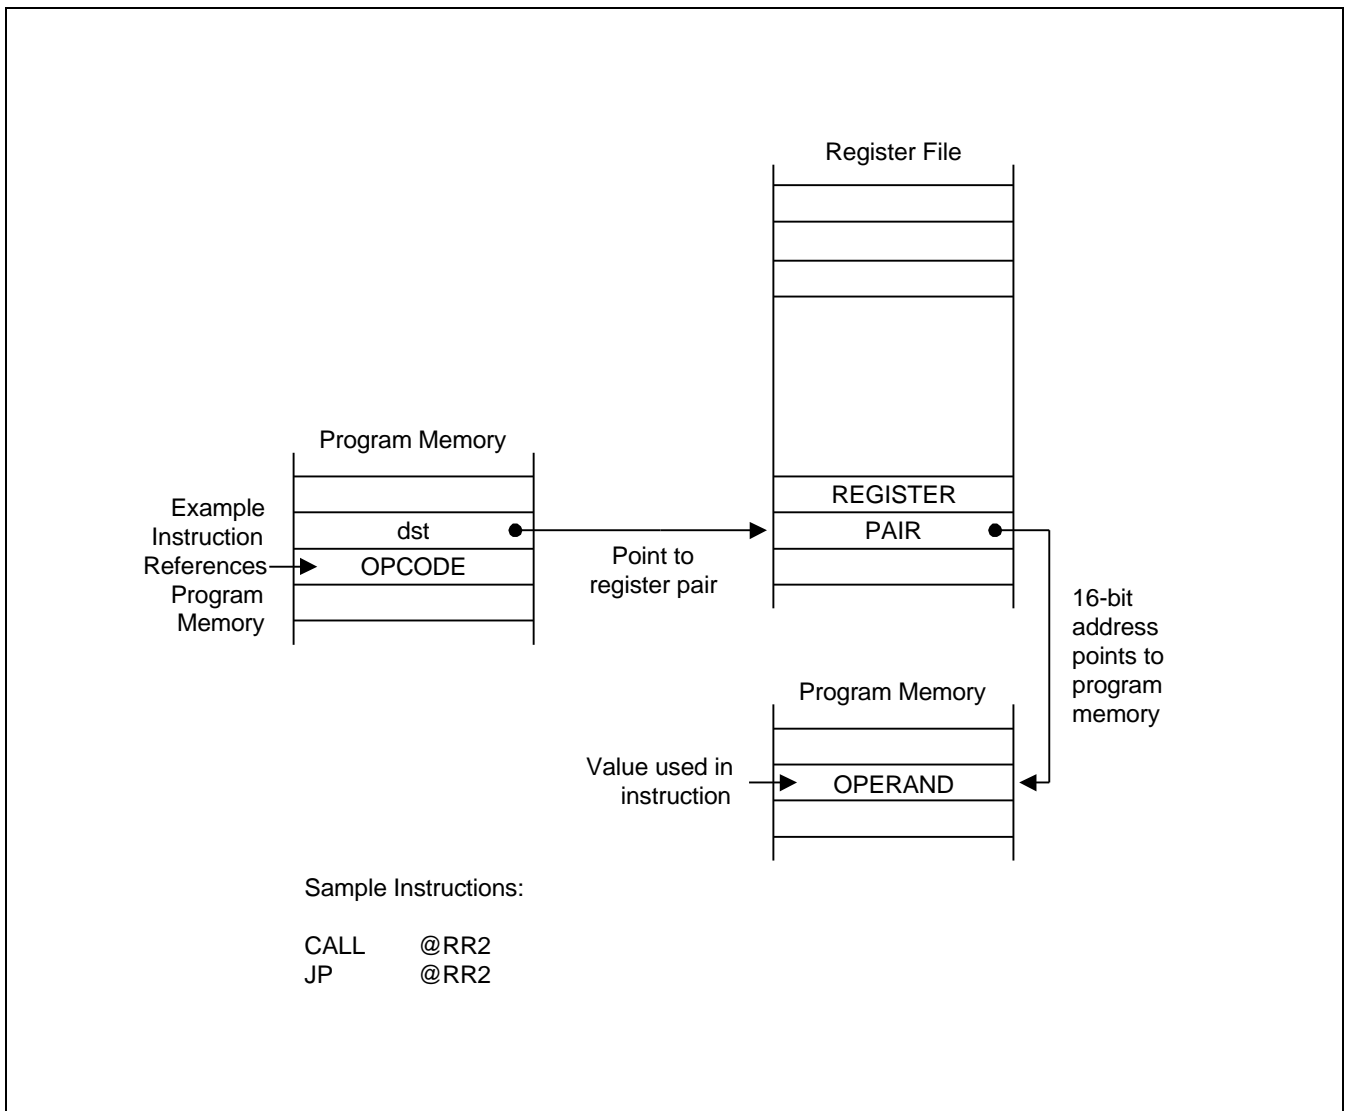 Register File
Program Memory
REGISTER
Example
Instruction
References
Program
Memory
dst
PAIR
OPCODE
Point to
register pair
16-bit
address
points to
program
memory
Program Memory
Value used in
instruction
OPERAND
Sample Instructions:
CALL @RR2
JP @RR2